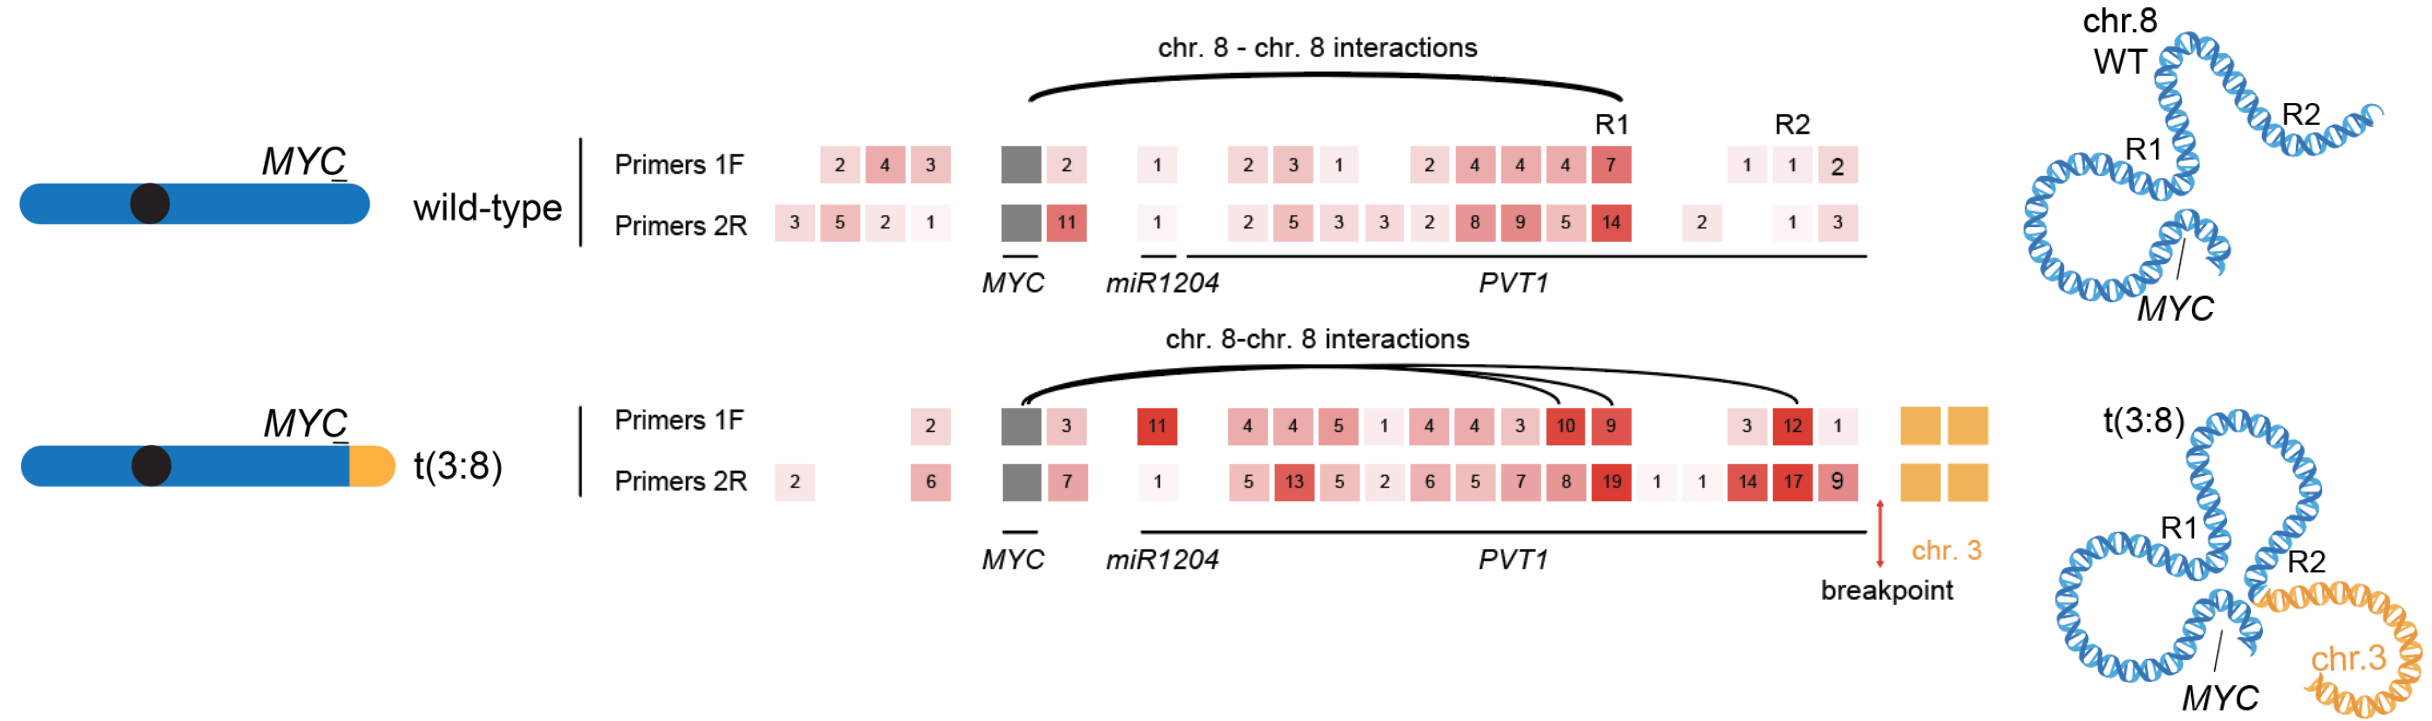 chr. 8 - chr. 8 interactions
R1 R2
MYC
wild-type
Primers 1F 2 4 3 2 1 2 3 1 2 4 4 4 7 1 1 2
Primers 2R 3 5 2 1 11 1 2 5 3 3 2 8 9 5 14 2 1 3
MYC miR1204 PVT1
chr.8
WT
R2
R1
MYC
chr. 8-chr. 8 interactions
MYC
t(3:8)
Primers 1F 2 3 11 4 4 5 1 4 4 3 10 9 3 12 1
Primers 2R 2 6 7 1 5 13 5 2 6 5 7 8 19 1 1 14 17 9
MYC miR1204 PVT1 chr. 3
breakpoint
t(3:8)
R1
R2
chr.3
MYC